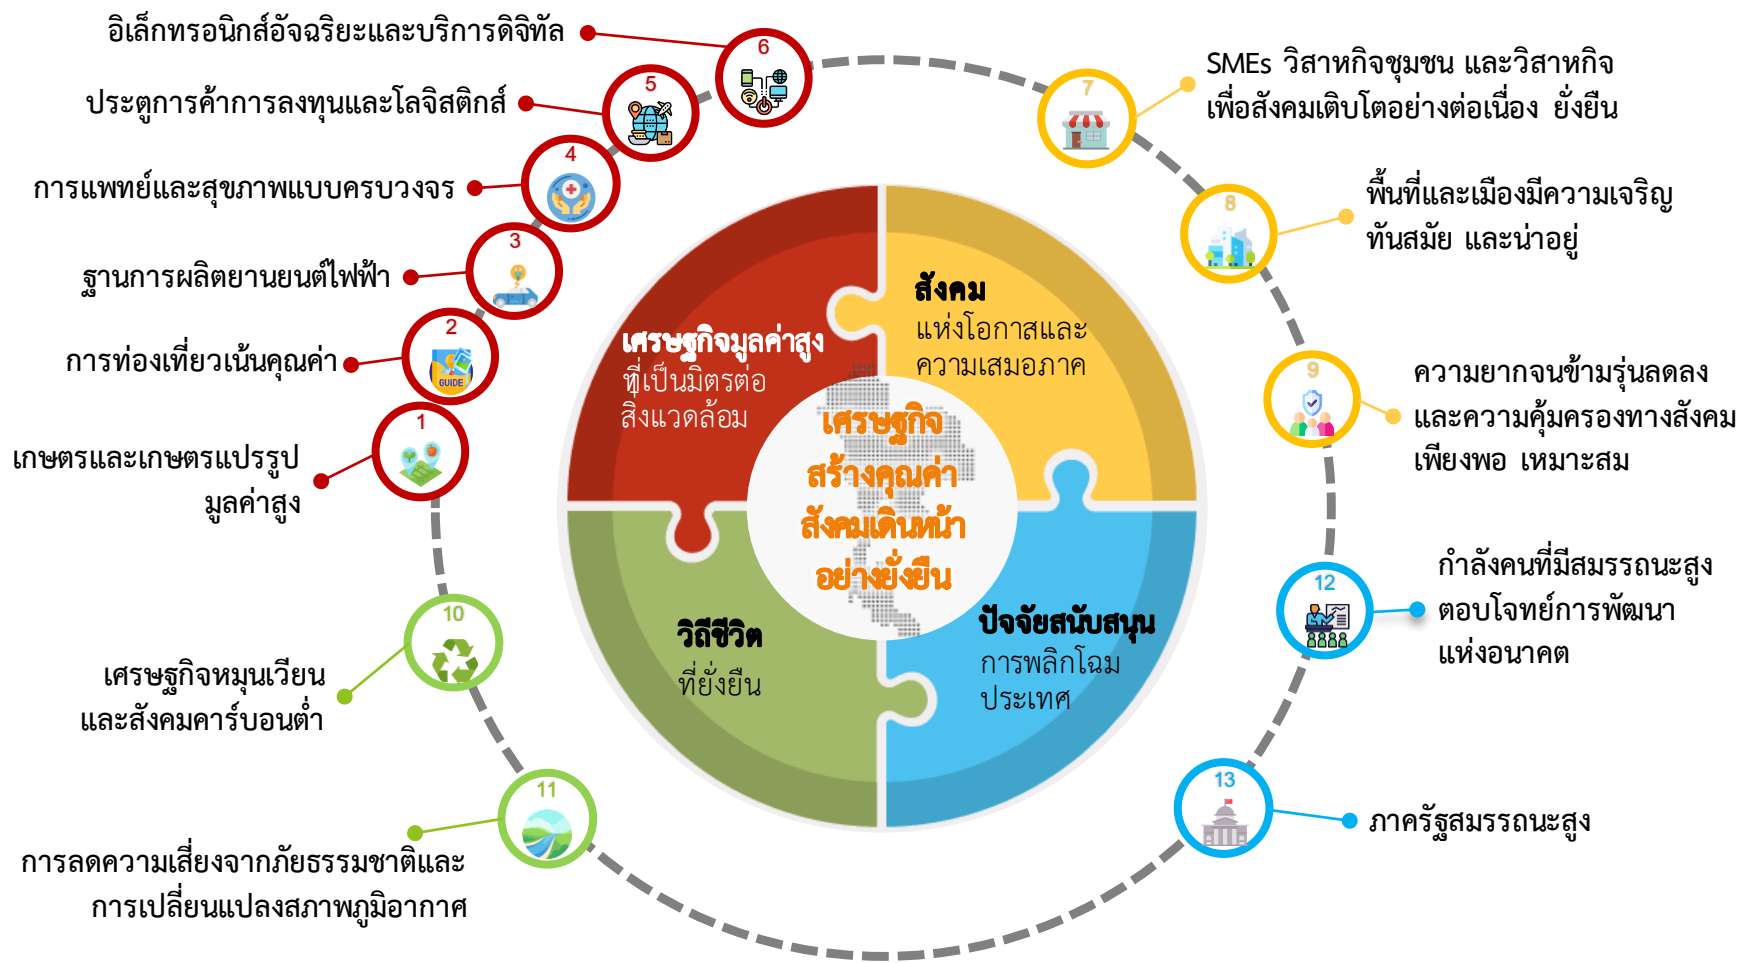 อิเล็กทรอนิกส์อัจฉริยะและบริการดิจิทัล
6
ประตูการค้าการลงทุนและโลจิสติกส์
5
การแพทย์และสุขภาพแบบครบวงจร
4
ฐานการผลิตยานยนต์ไฟฟ้า
3
การท่องเที่ยวเน้นคุณค่า
2
GUIDE
เกษตรและเกษตรแปรรูป
มูลค่าสูง
1
7
SMEs วิสาหกิจชุมชน และวิสาหกิจ
เพื่อสังคมเติบโตอย่างต่อเนื่อง ยั่งยืน
8
พื้นที่และเมืองมีความเจริญ
ทันสมัย และน่าอยู่
9
ความยากจนข้ามรุ่นลดลง
และความคุ้มครองทางสังคม
เพียงพอ เหมาะสม
เศรษฐกิจมูลค่าสูง
ที่เป็นมิตรต่อ
สิ่งแวดล้อม
สังคม
แห่งโอกาสและ
ความเสมอภาค
เศรษฐกิจ
สร้างคุณค่า
สังคมเดินหน้า
อย่างยั่งยืน
วิถีชีวิต
ที่ยั่งยืน
ปัจจัยสนับสนุน
การพลิกโฉม
ประเทศ
10
เศรษฐกิจหมุนเวียน
และสังคมคาร์บอนต่ำ
11
การลดความเสี่ยงจากภัยธรรมชาติและ
การเปลี่ยนแปลงสภาพภูมิอากาศ
12
กำลังคนที่มีสมรรถนะสูง
ตอบโจทย์การพัฒนา
แห่งอนาคต
13
ภาครัฐสมรรถนะสูง